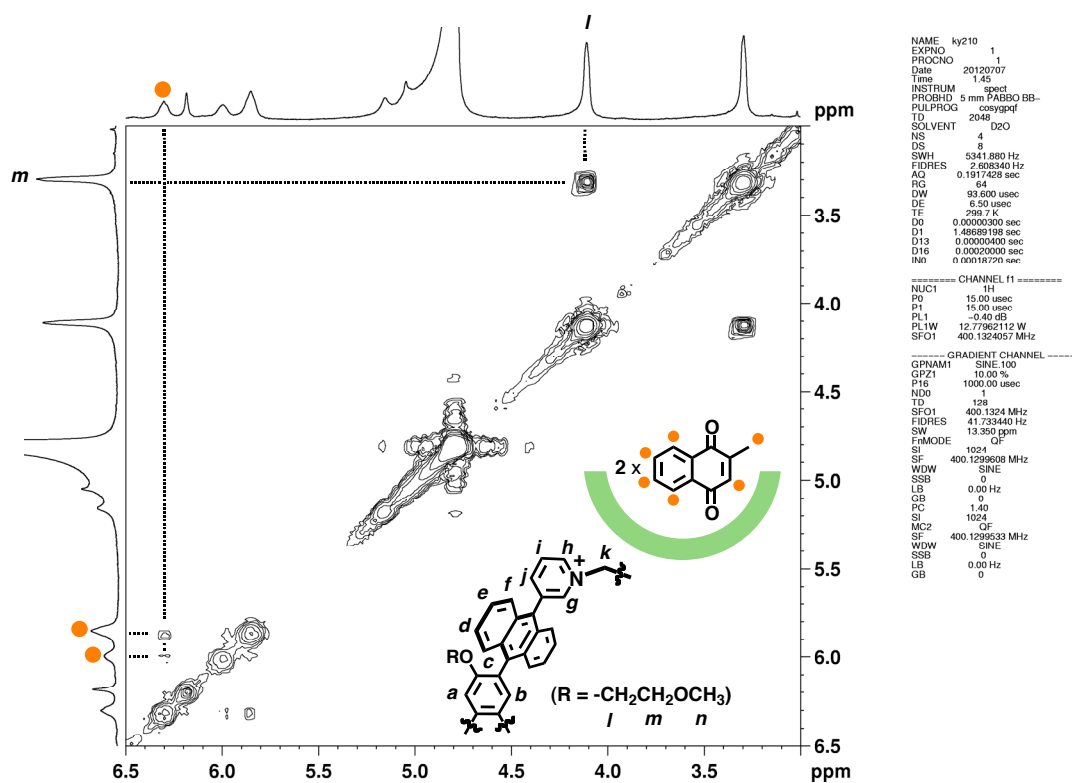 l
ppm
m
3.5
4.0
4.5
5.0
5.5
6.0
6.5
6.5 6.0 5.5 5.0 4.5 4.0 3.5 ppm
2 x
O
O
i h k
+
j N
f g
e
d
RO c
a b
(R = -CH2CH2OCH3)
l m n
NAME ky210
EXPNO 1
PROCNO 1
Date 20120707
Time 1.45
INSTRUM spect
PROBHD 5 mm PABBO BB-
PULPROG cosygpqf
TD 2048
SOLVENT D2O
NS 4
DS 8
SWH 5341.880 Hz
FIDRES 2.608340 Hz
AQ 0.1917428 sec
RG 64
DW 93.600 usec
DE 6.50 usec
TE 299.7 K
D0 0.00000300 sec
D1 1.48689198 sec
D13 0.00000400 sec
D16 0.00020000 sec
IN0 0.00018720 sec
======== CHANNEL f1 ========
NUC1 1H
P0 15.00 usec
P1 15.00 usec
PL1 -0.40 dB
PL1W 12.77962112 W
SFO1 400.1324057 MHz
====== GRADIENT CHANNEL =====
GPNAM1 SINE.100
GPZ1 10.00 %
P16 1000.00 usec
ND0 1
TD 128
SFO1 400.1324 MHz
FIDRES 41.733440 Hz
SW 13.350 ppm
FnMODE QF
SI 1024
SF 400.1299608 MHz
WDW SINE
SSB 0
LB 0.00 Hz
GB 0
PC 1.40
SI 1024
MC2 QF
SF 400.1299533 MHz
WDW SINE
SSB 0
LB 0.00 Hz
GB 0